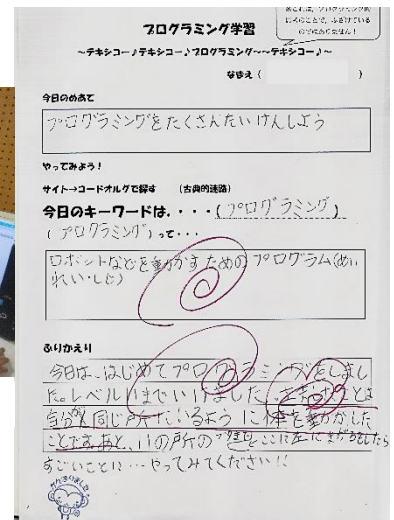 プログラミング学習
～テキシコー♪テキシコー♪プログラミング～～テキシコー♪～
なまえ（　　　　）
今日のめあて
プログラミングをたくさんたいけんしよう
やってみよう！
サイト→コードオルグで探す　（古典的迷路）
今日のキーワードは．．．．（プログラミング）
（プログラミング）って・・・
ロボットなどを動かすためのプログラム(めい
れい・しじ)
ふりかえり
今日は、はじめてプログラミングをしまし
た。レベル11まていけました。
自分が同じ戸斤にいるように体を動かした
ことです。あと、11の戸斤の
すごいことに…やってみてください!!